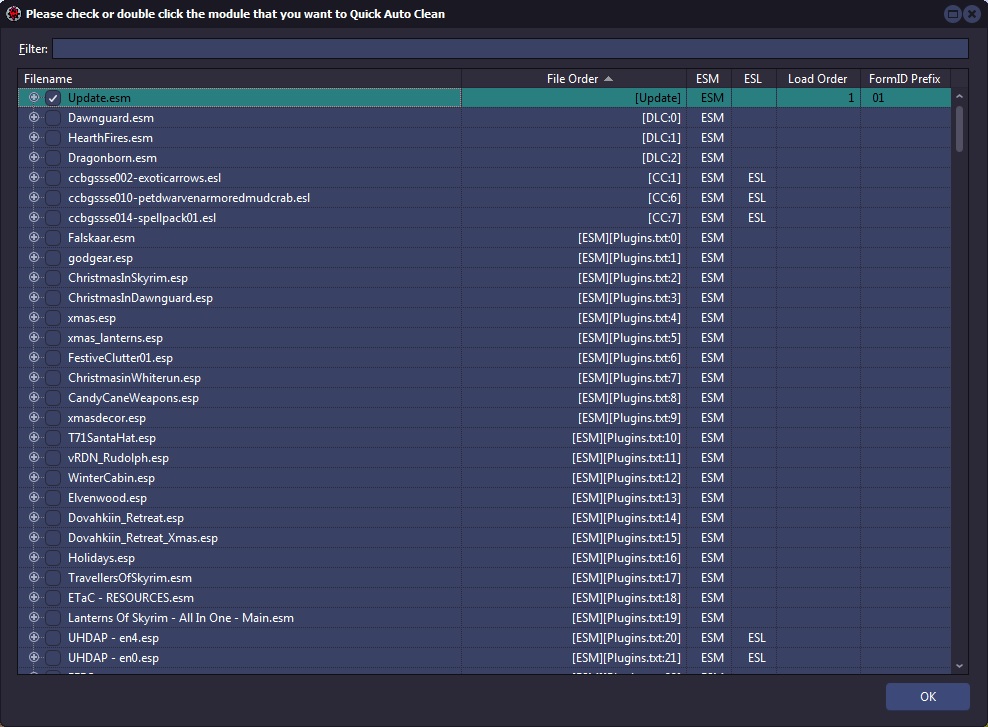 Please check or double click the module that you want to Quick Auto Clean
Filter:
Filename File Order ESM ESL Load Order FormID Prefix
Update.esm [Update] ESM 1 01
Dawnguard.esm [DLC:0] ESM
HearthFires.esm [DLC:1] ESM
Dragonborn.esm [DLC:2] ESM
ccbgssse002-exoticarrows.esl [CC:1] ESM ESL
ccbgssse010-petdwarvenarmoredmudcrab.esl [CC:6] ESM ESL
ccbgssse014-spellpack01.esl [CC:7] ESM ESL
Falskaar.esm [ESM][Plugins.txt:0] ESM
godgear.esp [ESM][Plugins.txt:1] ESM
ChristmasInSkyrim.esp [ESM][Plugins.txt:2] ESM
ChristmasInDawnguard.esp [ESM][Plugins.txt:3] ESM
xmas.esp [ESM][Plugins.txt:4] ESM
xmas_lanterns.esp [ESM][Plugins.txt:5] ESM
FestiveClutter01.esp [ESM][Plugins.txt:6] ESM
ChristmasinWhiterun.esp [ESM][Plugins.txt:7] ESM
CandyCaneWeapons.esp [ESM][Plugins.txt:8] ESM
xmasdecor.esp [ESM][Plugins.txt:9] ESM
T71SantaHat.esp [ESM][Plugins.txt:10] ESM
vRDN_Rudolph.esp [ESM][Plugins.txt:11] ESM
WinterCabin.esp [ESM][Plugins.txt:12] ESM
Elvenwood.esp [ESM][Plugins.txt:13] ESM
Dovahkiin_Retreat.esp [ESM][Plugins.txt:14] ESM
Dovahkiin_Retreat_Xmas.esp [ESM][Plugins.txt:15] ESM
Holidays.esp [ESM][Plugins.txt:16] ESM
TravellersOfSkyrim.esm [ESM][Plugins.txt:17] ESM
ETaC - RESOURCES.esm [ESM][Plugins.txt:18] ESM
Lanterns Of Skyrim - All In One - Main.esm [ESM][Plugins.txt:19] ESM
UHDAP - en4.esp [ESM][Plugins.txt:20] ESM ESL
UHDAP - en0.esp [ESM][Plugins.txt:21] ESM ESL
OK